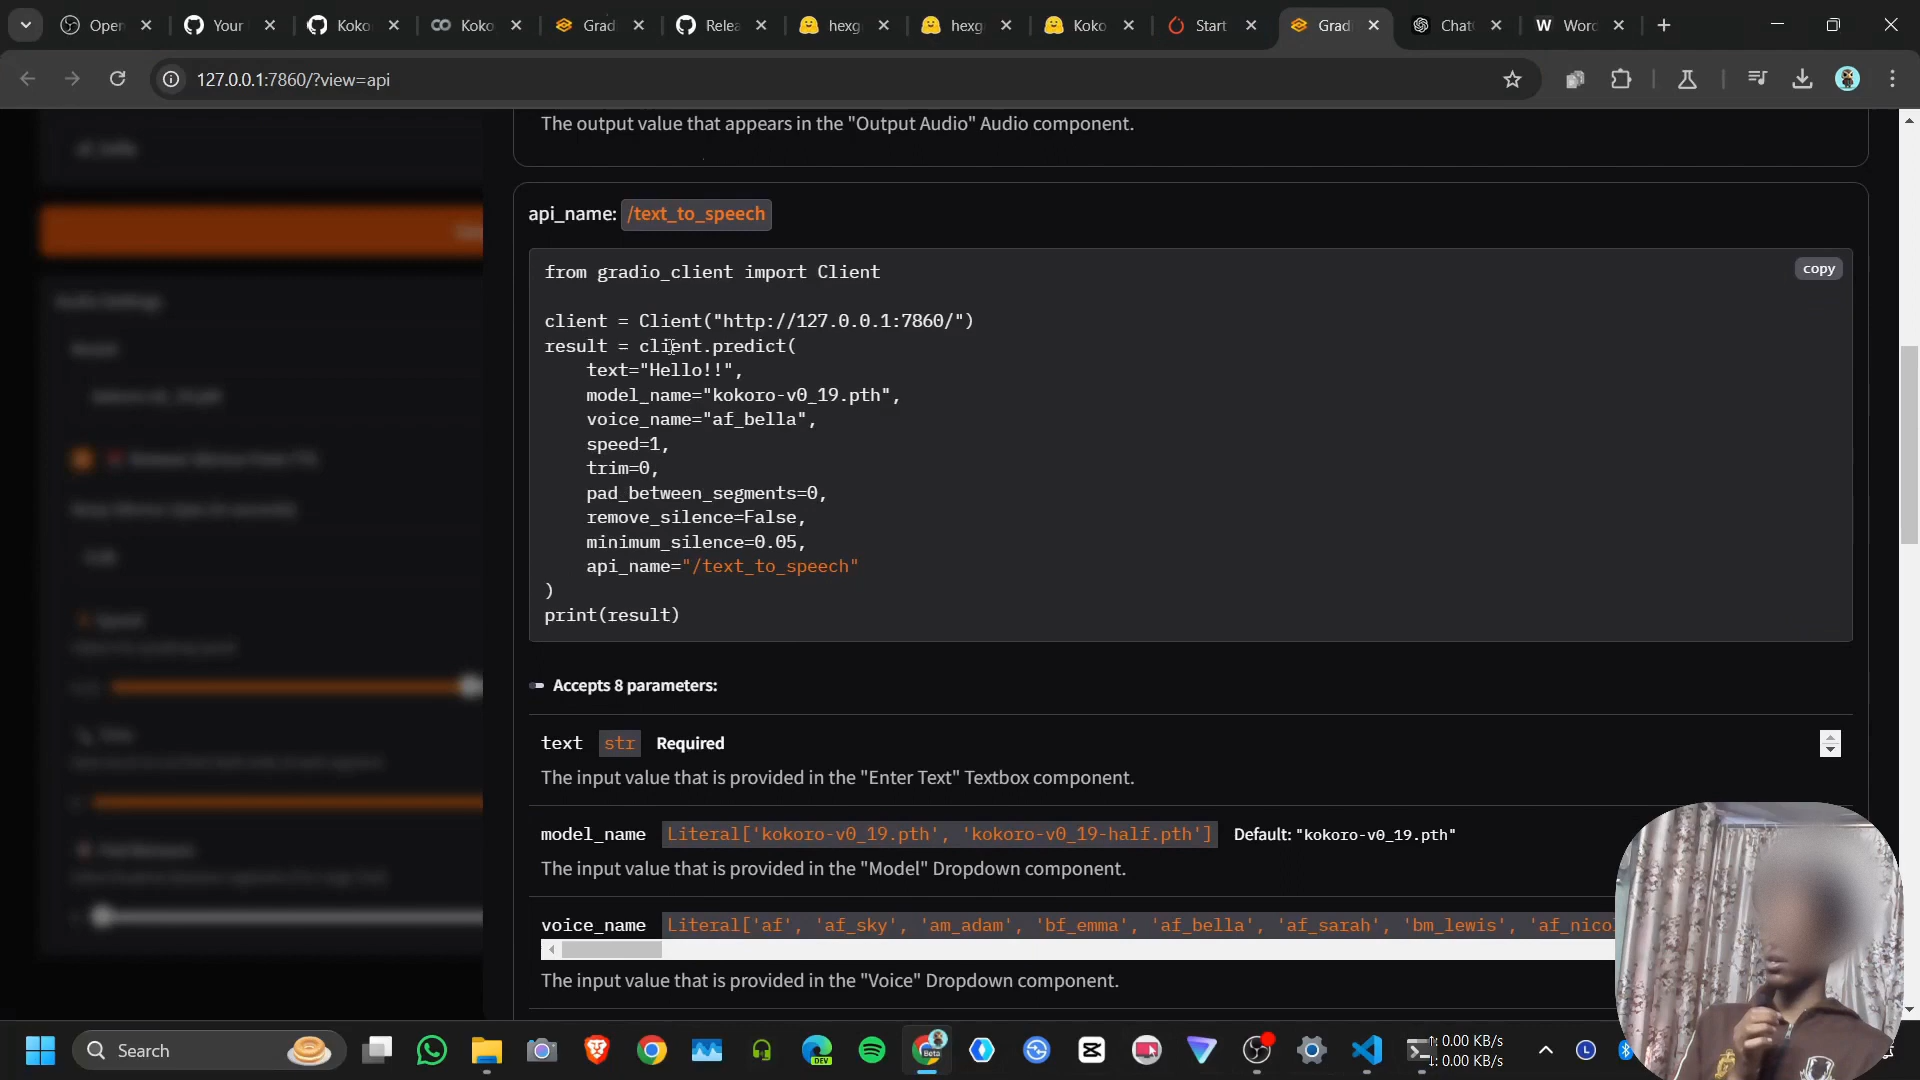 Open
Your
Koko
Koko
Gradi
Relea
hexg
hexg
Koko
Start
Gradi
Chat
Word
127.0.0.1:7860/?view=api
The output value that appears in the "Output Audio" Audio component.
api_name: /text_to_speech
copy
from gradio_client import Client
client = Client("http://127.0.0.1:7860/")
result = client.predict(
text="Hello!!",
model_name="kokoro-v0_19.pth",
voice_name="af_bella",
speed=1,
trim=0,
pad_between_segments=0,
remove_silence=False,
minimum_silence=0.05,
api_name="/text_to_speech"
)
print(result)
Accepts 8 parameters:
text str Required
The input value that is provided in the "Enter Text" Textbox component.
model_name Literal['kokoro-v0_19.pth', 'kokoro-v0_19-half.pth'] Default: "kokoro-v0_19.pth"
The input value that is provided in the "Model" Dropdown component.
voice_name Literal['af', 'af_sky', 'am_adam', 'bf_emma', 'af_bella', 'af_sarah', 'bm_lewis', 'af_nicol
The input value that is provided in the "Voice" Dropdown component.
Search
DEV
Beta
L
: 0.00 KB/s
: 0.00 KB/s